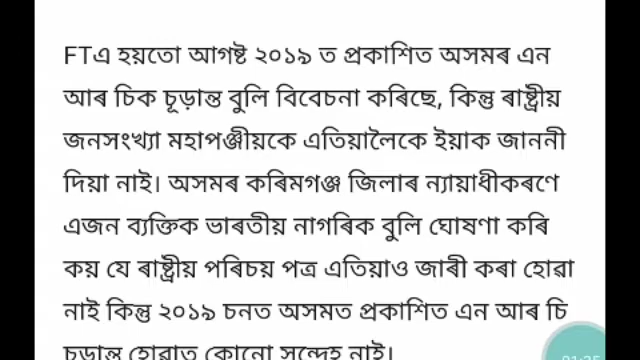 FTএ হয়তো আগষ্ট ২০১৯ ত প্ৰকাশিত অসমৰ এন
আৰ চিক চূড়ান্ত বুলি বিবেচনা কৰিছে, কিন্তু ৰাষ্ট্ৰীয়
জনসংখ্যা মহাপঞ্জীয়কে এতিয়ালৈকে ইয়াক জাননী
দিয়া নাই। অসমৰ কৰিমগঞ্জ জিলাৰ ন্যায়াধীকৰণে
এজন ব্যক্তিক ভাৰতীয় নাগৰিক বুলি ঘোষণা কৰি
কয় যে ৰাষ্ট্ৰীয় পৰিচয় পত্ৰ এতিয়াও জাৰী কৰা হোৱা
নাই কিন্তু ২০১৯ চনত অসমত প্ৰকাশিত এন আৰ চি
চূড়ান্ত হোৱাত কোনো সন্দেহ নাই।